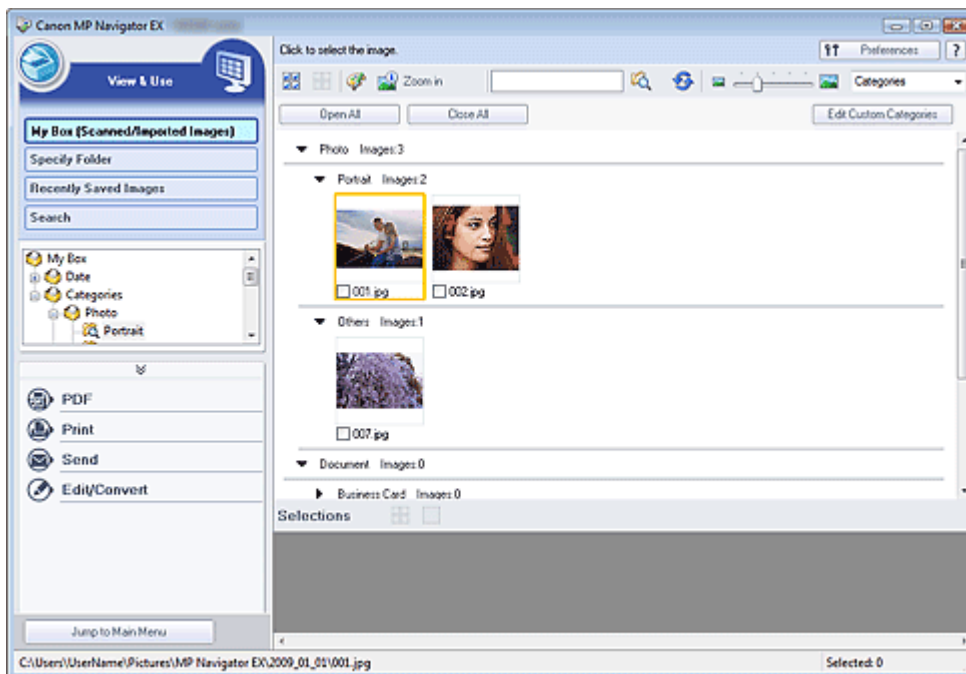 Canon MP Navigator EX
View & Use
Click to select the image.
Preferences
?
Zoom in
Categories
My Box (Scanned/Imported Images)
Specify Folder
Recently Saved Images
Search
My Box
Date
Categories
Photo
Portrait
PDF
Print
Send
Edit/Convert
Jump to Main Menu
Open All
Close All
Edit Custom Categories
Photo Images:3
Portrait Images:2
001.jpg
002.jpg
Others Images:1
007.jpg
Document Images:0
Business Card Images:0
Selections
C:\Users\UserName\Pictures\MP Navigator EX\2009_01_01\001.jpg
Selected: 0